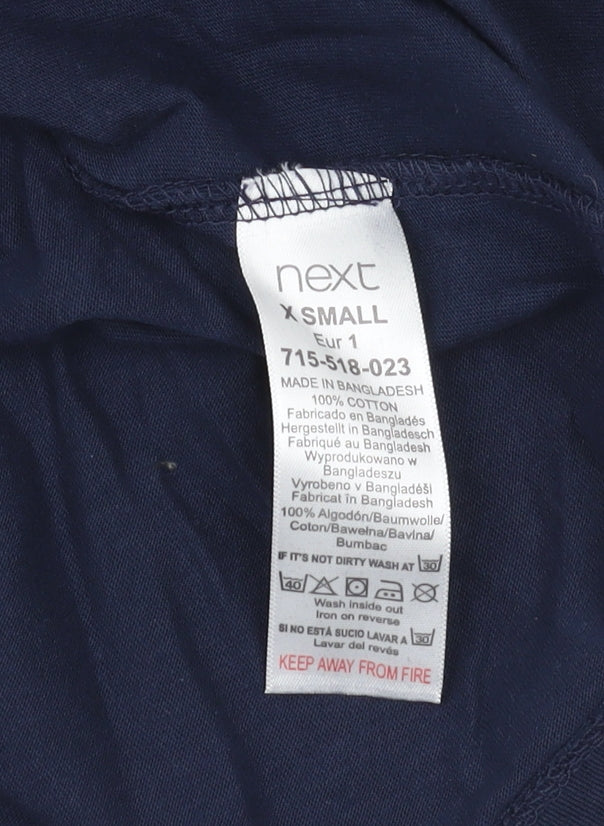 next
X SMALL
Eur 1
715-518-023
MADE IN BANGLADESH
100% COTTON
Fabricado en Bangladés
Hergestellt in Bangladesch
Fabriqué au Bangladesh
Wyprodukowano w
Bangladeszu
Vyrobeno v Bangladéši
Fabricat în Bangladesh
100% Algodón/Baumwolle/
Coton/Bawełna/Bavlna/
Bumbac
IF IT'S NOT DIRTY WASH AT 30
40
Wash inside out
Iron on reverse
SI NO ESTÁ SUCIO LAVAR A 30
Lavar del revés
KEEP AWAY FROM FIRE